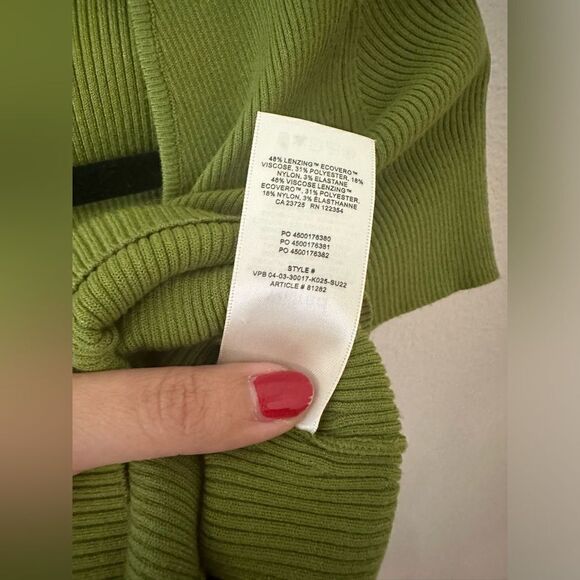 48% LENZING™ ECOVERO™
VISCOSE, 31% POLYESTER, 18%
NYLON, 3% ELASTANE
48% VISCOSE LENZING™
ECOVERO™, 31% POLYESTER,
18% NYLON, 3% ELASTHANNE
CA 23725 RN 122354
PO 4500176380
PO 4500176381
PO 4500176382
STYLE #
VPB 04-03-30017-K025-SU22
ARTICLE # 81282